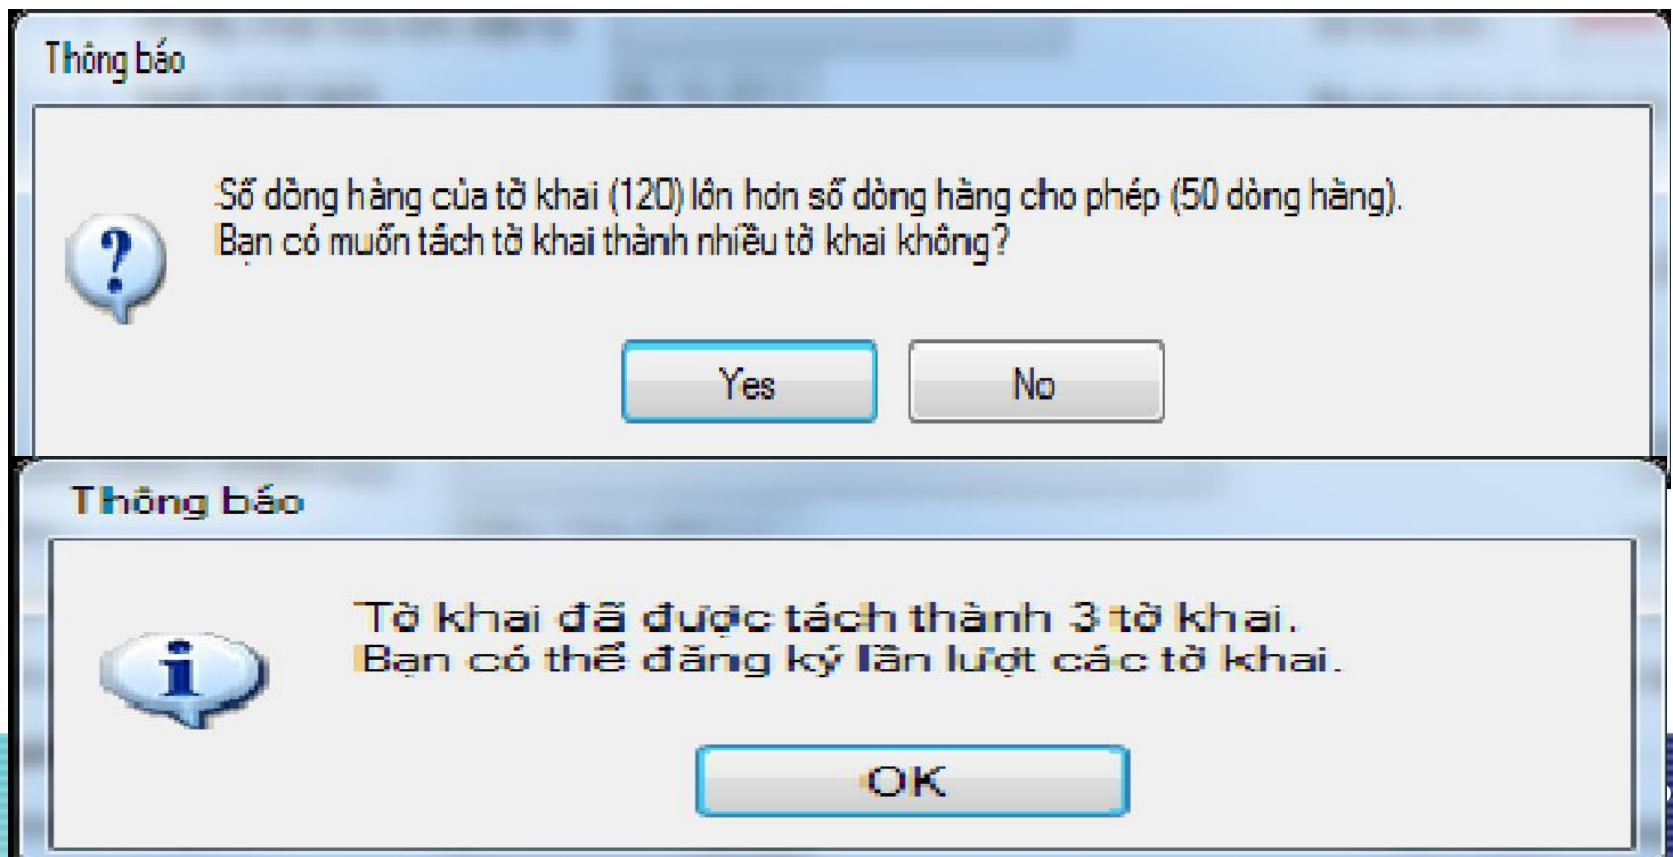 Thông báo
Số dòng hàng của tờ khai (120) lớn hơn số dòng hàng cho phép (50 dòng hàng).
Bạn có muốn tách tờ khai thành nhiều tờ khai không?
Yes
No
Thông báo
Tờ khai đã được tách thành 3 tờ khai.
Bạn có thể đăng ký lần lượt các tờ khai.
OK